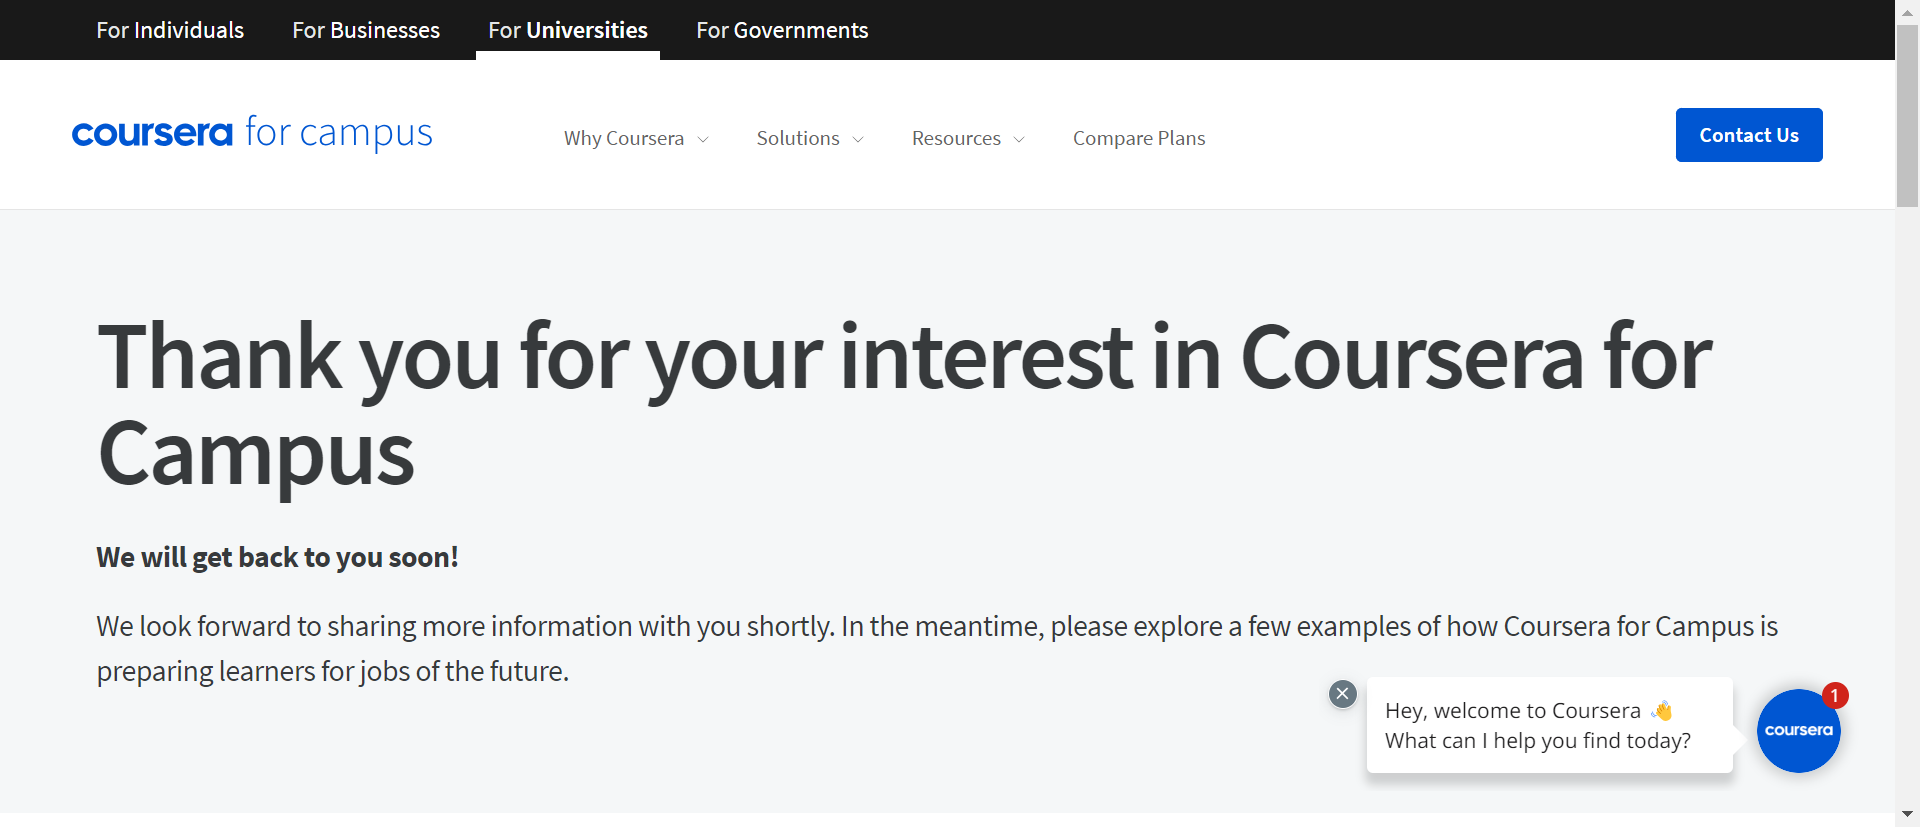 For Individuals For Businesses For Universities For Governments
coursera for campus Why Coursera Solutions Resources Compare Plans Contact Us
Thank you for your interest in Coursera for
Campus
We will get back to you soon!
We look forward to sharing more information with you shortly. In the meantime, please explore a few examples of how Coursera for Campus is
preparing learners for jobs of the future.
Hey, welcome to Coursera 👋
What can I help you find today?
coursera
1